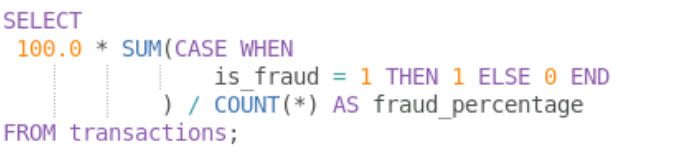 SELECT
 100.0 * SUM(CASE WHEN
                is_fraud = 1 THEN 1 ELSE 0 END
            ) / COUNT(*) AS fraud_percentage
FROM transactions;